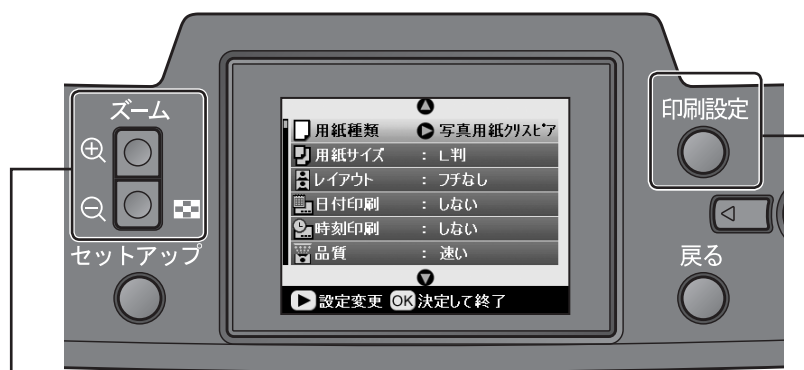 ズーム
印刷設定
セットアップ
戻る
用紙種類 写真用紙クリスピア
用紙サイズ : L判
レイアウト : フチなし
日付印刷 : しない
時刻印刷 : しない
品質 : 速い
設定変更 OK 決定して終了